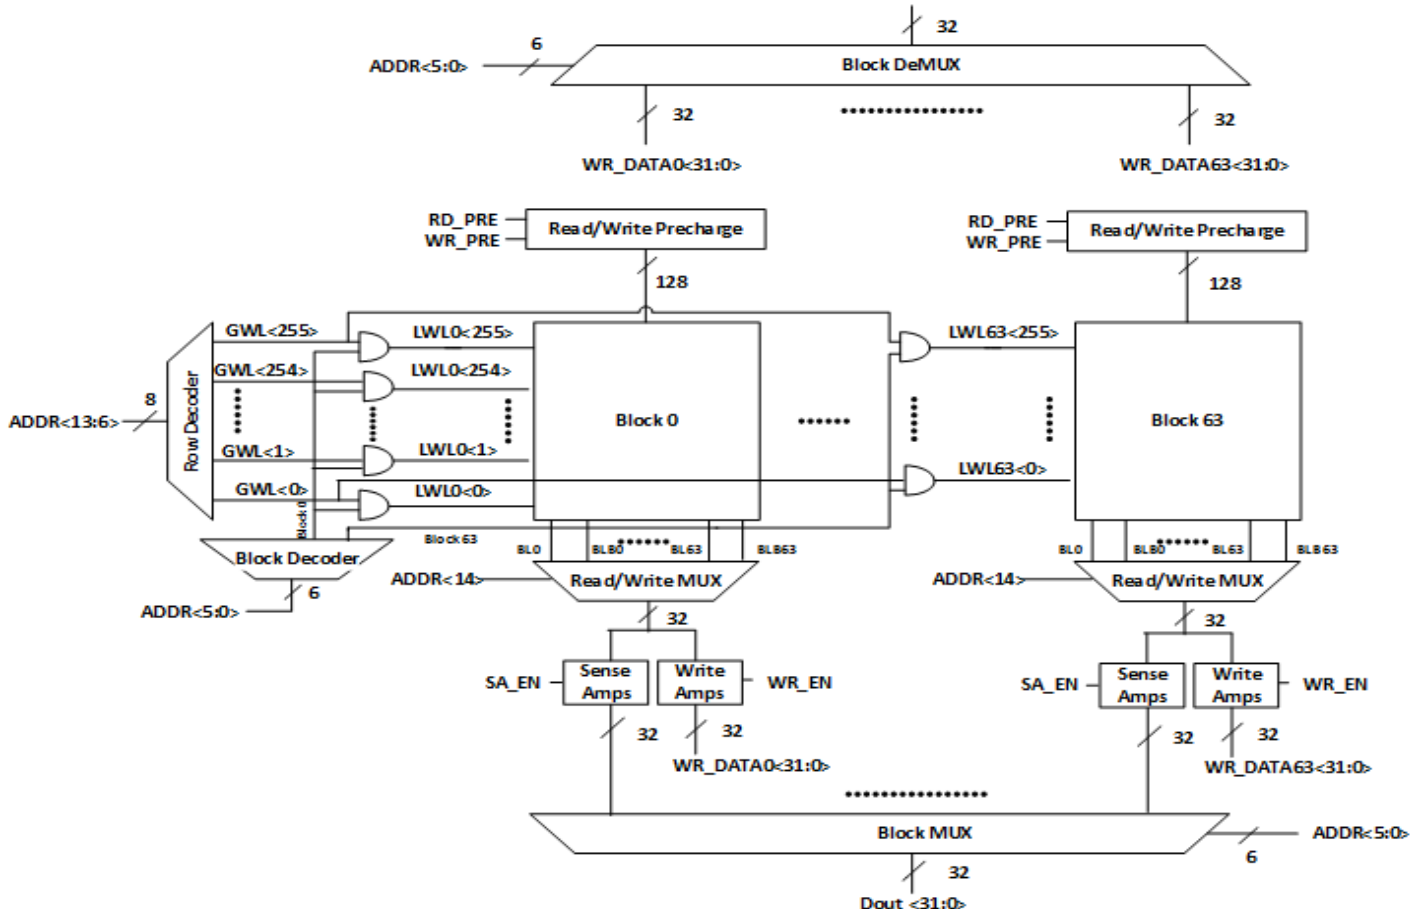 32
6
ADDR<5:0>
Block DeMUX
32
32
WR_DATA0<31:0>
WR_DATA63<31:0>
RD_PRE
WR_PRE
Read/Write Precharge
RD_PRE
WR_PRE
Read/Write Precharge
128
128
GWL<255>
LWL0<255>
LWL63<255>
GWL<254>
LWL0<254>
8
ADDR<13:6>
Row Decoder
Block 0
Block 63
GWL<1>
LWL0<1>
LWL63<0>
GWL<0>
LWL0<0>
Block 0
Block 63
BL0
BLB0
BL63
BLB63
BL0
BLB0
BL63
BLB63
Block Decoder
6
ADDR<5:0>
ADDR<14>
Read/Write MUX
ADDR<14>
Read/Write MUX
32
32
SA_EN
Sense
Amps
Write
Amps
WR_EN
SA_EN
Sense
Amps
Write
Amps
WR_EN
32
32
32
32
WR_DATA0<31:0>
WR_DATA63<31:0>
Block MUX
6
ADDR<5:0>
32
Dout <31:0>